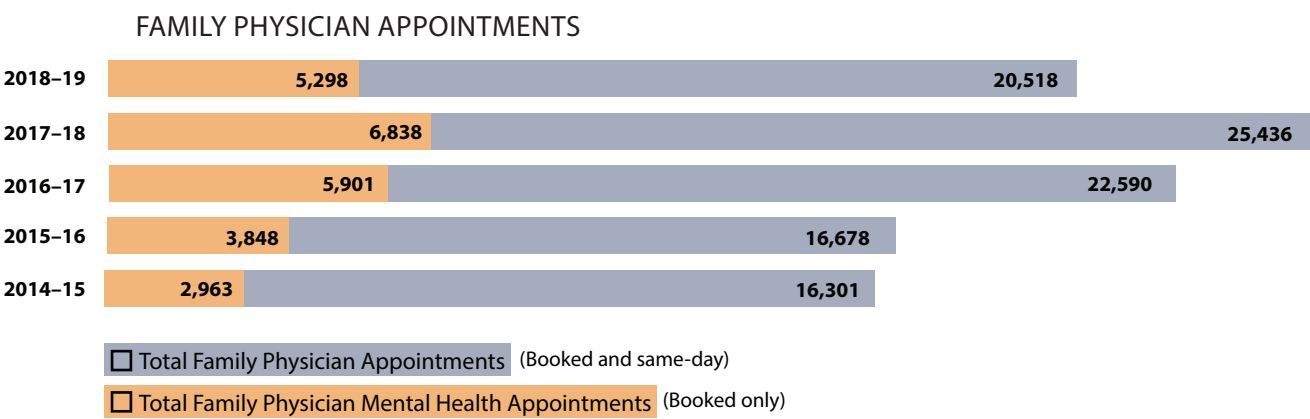 FAMILY PHYSICIAN APPOINTMENTS
2018–19 5,298 20,518
2017–18 6,838 25,436
2016–17 5,901 22,590
2015–16 3,848 16,678
2014–15 2,963 16,301
Total Family Physician Appointments (Booked and same-day)
Total Family Physician Mental Health Appointments (Booked only)